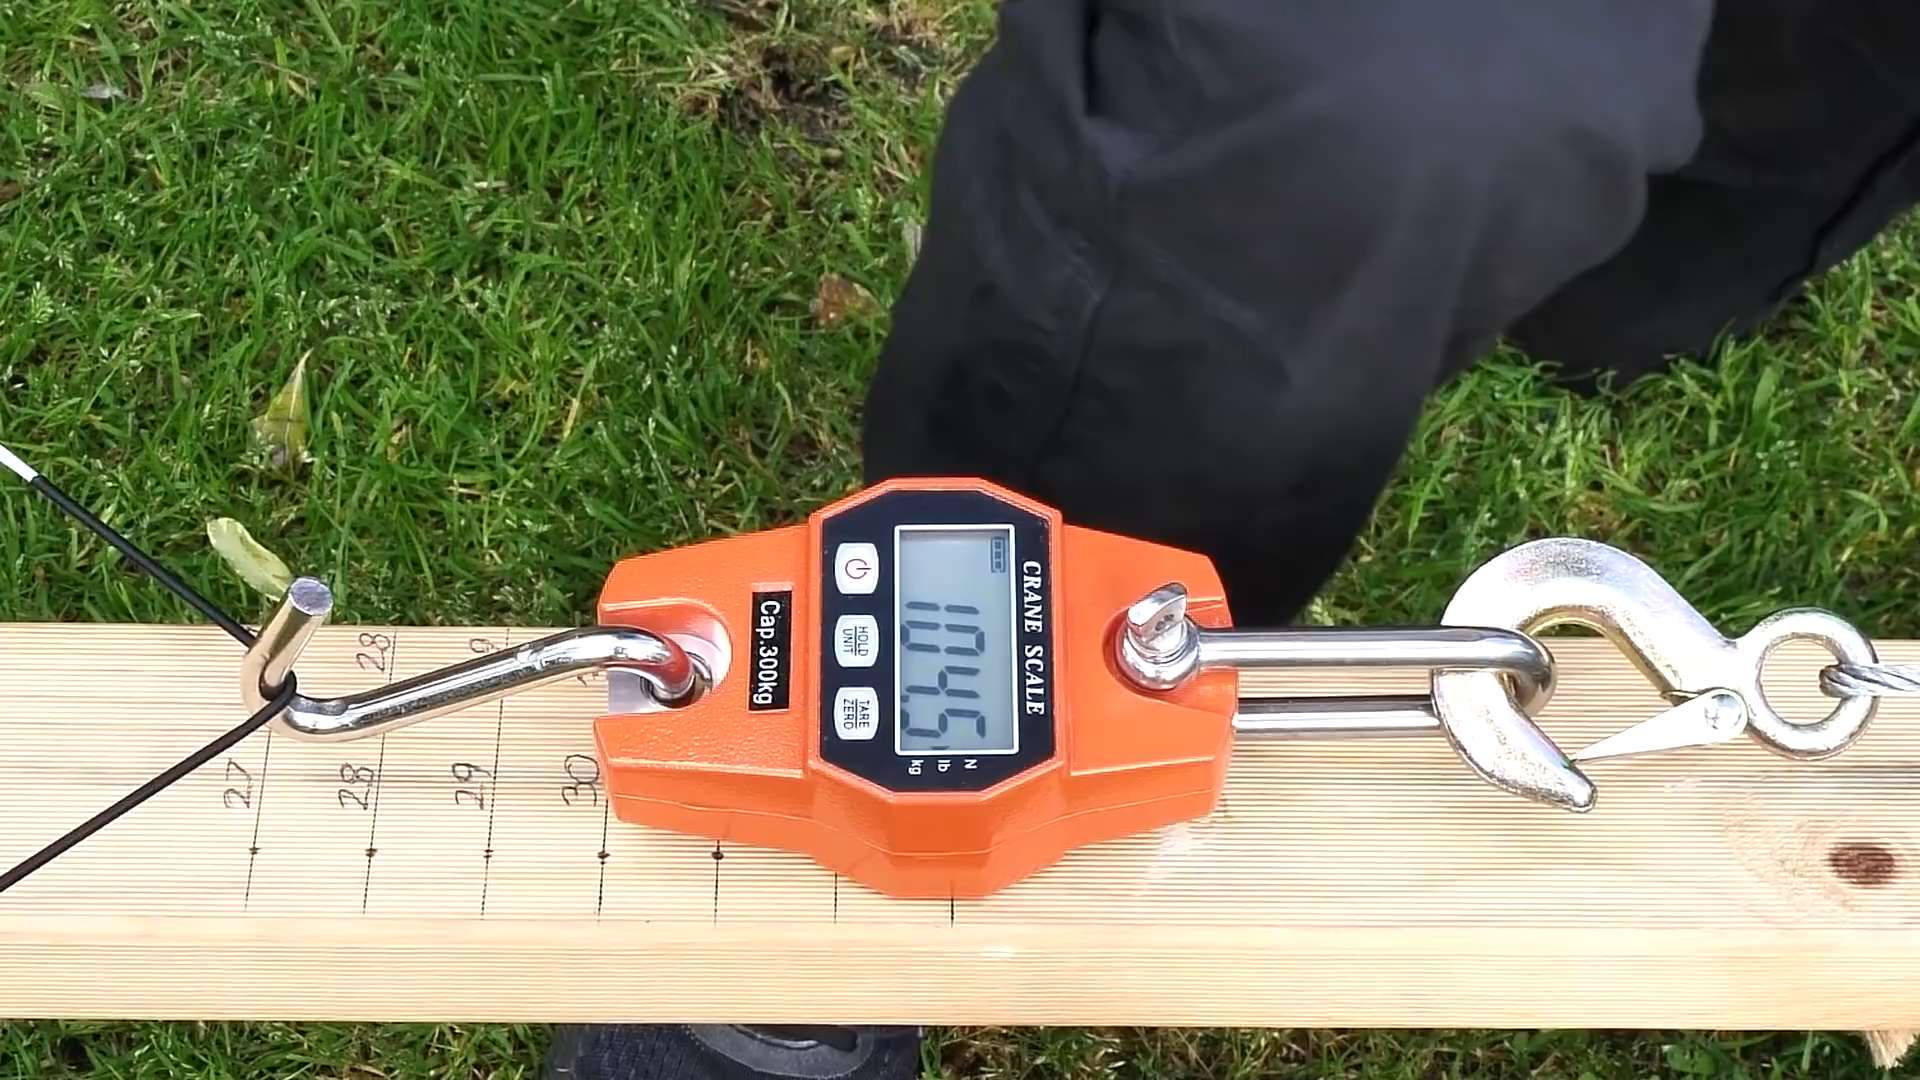 CRANE SCALE
104.5
N
lb
kg
HOLD
UNIT
TARE
ZERO
Cap.300kg
28
27
28
29
30